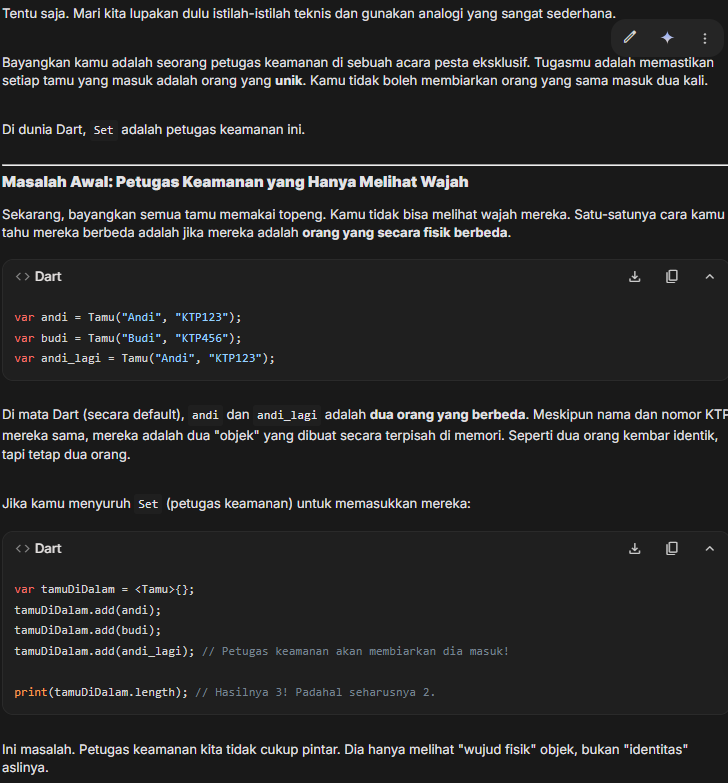 Tentu saja. Mari kita lupakan dulu istilah-istilah teknis dan gunakan analogi yang sangat sederhana.
Bayangkan kamu adalah seorang petugas keamanan di sebuah acara pesta eksklusif. Tugasmu adalah memastikan
setiap tamu yang masuk adalah orang yang unik. Kamu tidak boleh membiarkan orang yang sama masuk dua kali.
Di dunia Dart, Set adalah petugas keamanan ini.
Masalah Awal: Petugas Keamanan yang Hanya Melihat Wajah
Sekarang, bayangkan semua tamu memakai topeng. Kamu tidak bisa melihat wajah mereka. Satu-satunya cara kamu
tahu mereka berbeda adalah jika mereka adalah orang yang secara fisik berbeda.
<> Dart
var andi = Tamu("Andi", "KTP123");
var budi = Tamu("Budi", "KTP456");
var andi_lagi = Tamu("Andi", "KTP123");
Di mata Dart (secara default), andi dan andi_lagi adalah dua orang yang berbeda. Meskipun nama dan nomor KTP
mereka sama, mereka adalah dua "objek" yang dibuat secara terpisah di memori. Seperti dua orang kembar identik,
tapi tetap dua orang.
Jika kamu menyuruh Set (petugas keamanan) untuk memasukkan mereka:
<> Dart
var tamuDiDalam = <Tamu>{};
tamuDiDalam.add(andi);
tamuDiDalam.add(budi);
tamuDiDalam.add(andi_lagi); // Petugas keamanan akan membiarkan dia masuk!
print(tamuDiDalam.length); // Hasilnya 3! Padahal seharusnya 2.
Ini masalah. Petugas keamanan kita tidak cukup pintar. Dia hanya melihat "wujud fisik" objek, bukan "identitas"
aslinya.